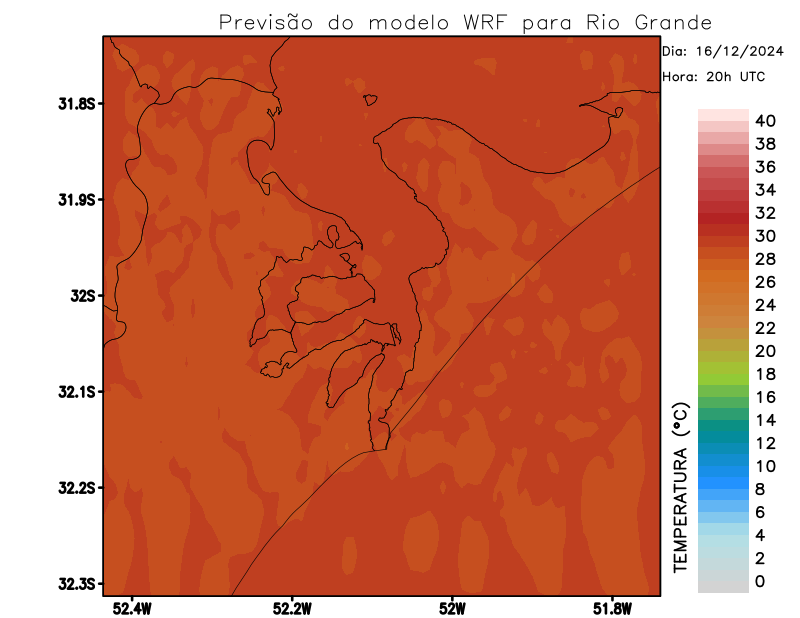 Previsão do modelo WRF para Rio Grande
Dia: 16/12/2024
Hora: 20h UTC
31.8S
31.9S
32S
32.1S
32.2S
32.3S
52.4W
52.2W
52W
51.8W
TEMPERATURA (°C)
40
38
36
34
32
30
28
26
24
22
20
18
16
14
12
10
8
6
4
2
0